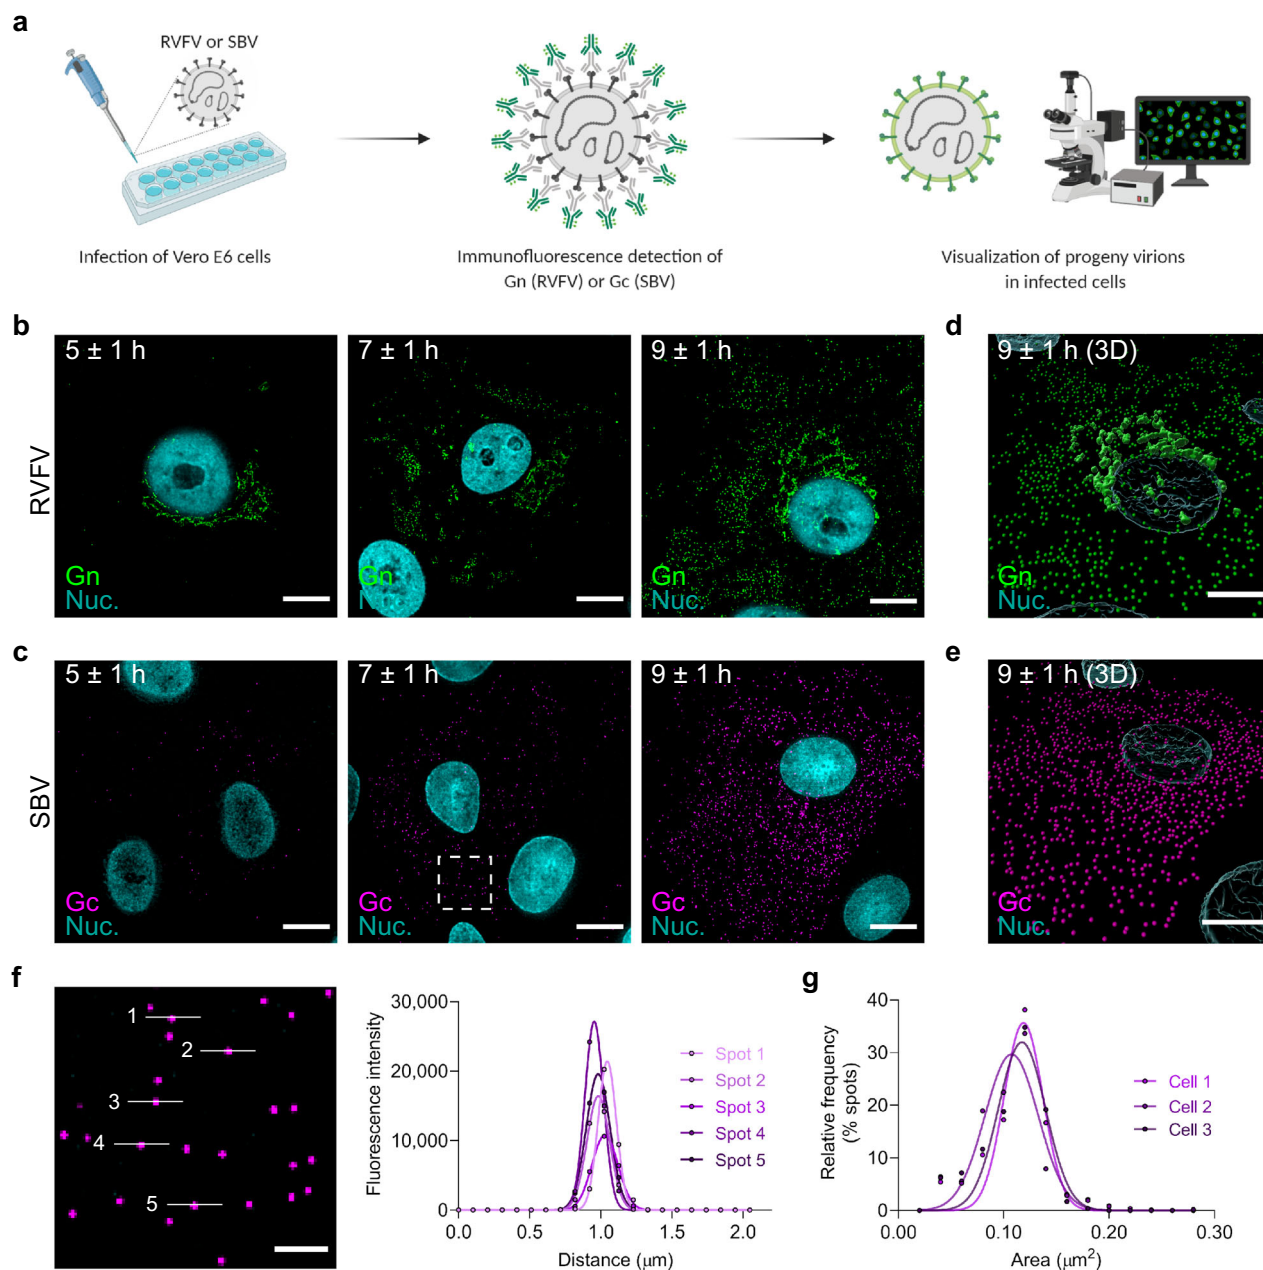 a
RVFV or SBV
Infection of Vero E6 cells
Immunofluorescence detection of
Gn (RVFV) or Gc (SBV)
Visualization of progeny virions
in infected cells
b
RVFV
5 ± 1 h
Gn
Nuc.
7 ± 1 h
Gn
N
9 ± 1 h
Gn
Nuc.
d
9 ± 1 h (3D)
Gn
Nuc.
c
SBV
5 ± 1 h
Gc
Nuc.
7 ± 1 h
Gc
Nuc.
9 ± 1 h
Gc
Nuc.
e
9 ± 1 h (3D)
Gc
Nuc.
f
1
2
3
4
5
Fluorescence intensity
30,000
20,000
10,000
0
0.0 0.5 1.0 1.5 2.0
Distance (μm)
Spot 1
Spot 2
Spot 3
Spot 4
Spot 5
g
Relative frequency
(% spots)
40
30
20
10
0
0.00 0.10 0.20 0.30
Area (μm²)
Cell 1
Cell 2
Cell 3